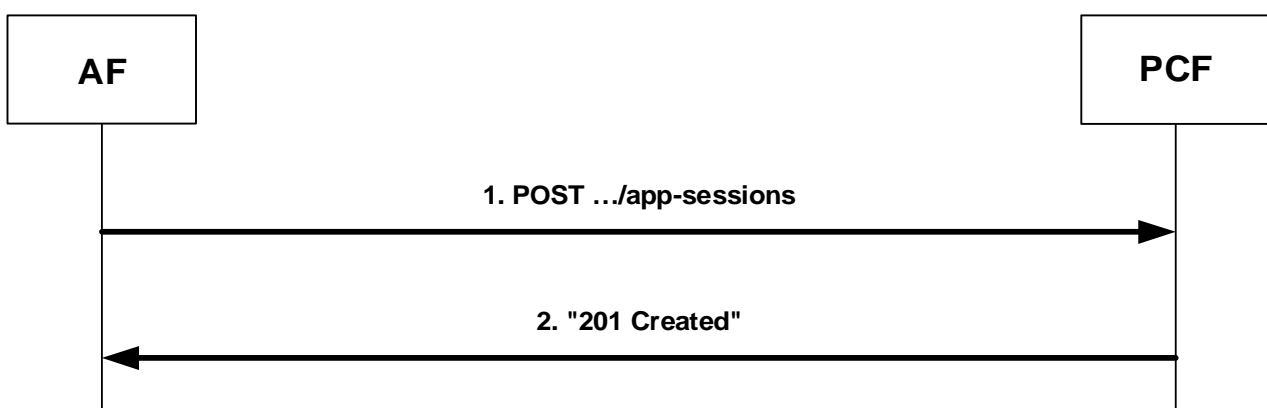 AF
PCF
1. POST …/app-sessions
2. "201 Created"